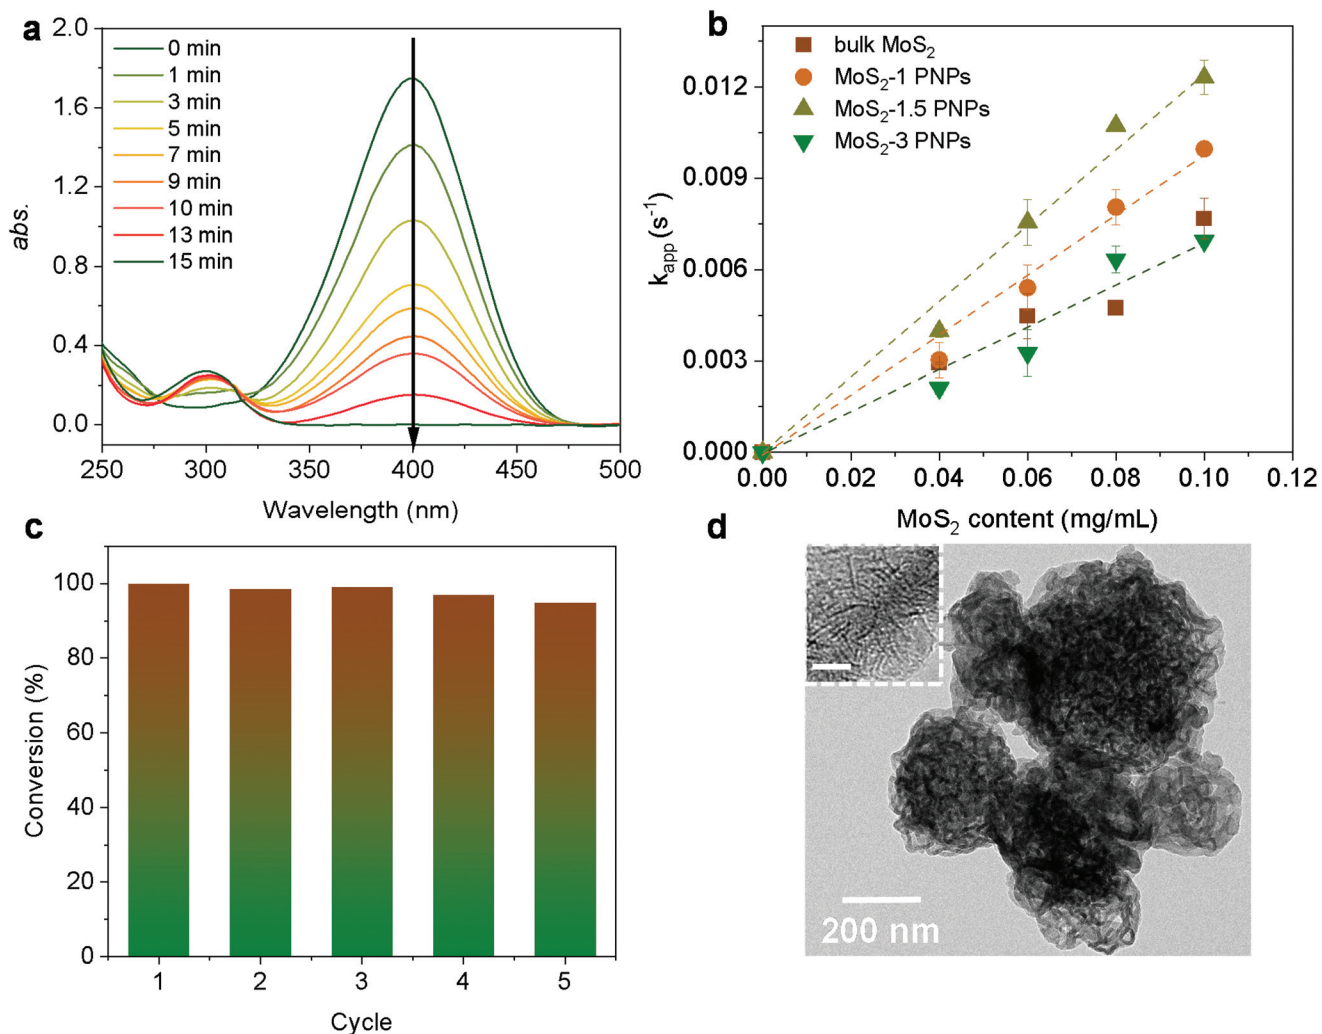 a
2.0
1.6
1.2
0.8
0.4
0.0
abs.
0 min
1 min
3 min
5 min
7 min
9 min
10 min
13 min
15 min
250
300
350
400
450
500
Wavelength (nm)
b
bulk MoS₂
MoS₂-1 PNPs
MoS₂-1.5 PNPs
MoS₂-3 PNPs
0.012
0.009
0.006
0.003
0.000
kₐₚₚ (s⁻¹)
0.00
0.02
0.04
0.06
0.08
0.10
0.12
MoS₂ content (mg/mL)
c
100
80
60
40
20
0
Conversion (%)
1
2
3
4
5
Cycle
d
200 nm